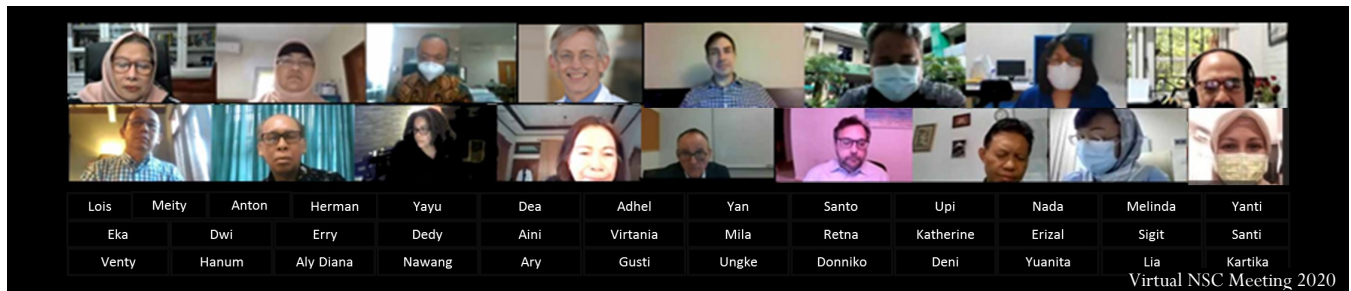 Lois Meity Anton Herman Yayu Dea Adhel Yan Santo Upi Nada Melinda Yanti
Eka Dwi Erry Dedy Aini Virtania Mila Retna Katherine Erizal Sigit Santi
Venty Hanum Aly Diana Nawang Ary Gusti Ungke Donniko Deni Yuanita Lia Kartika
Virtual NSC Meeting 2020